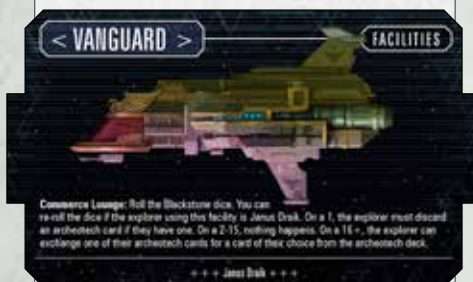 < VANGUARD >
FACILITIES
Commerce Lounge: Roll the Blackstone dice. You can
re-roll the dice if the explorer using this facility is Janus Draik. On a 1, the explorer must discard
an archeotech card if they have one. On a 2-15, nothing happens. On a 16+, the explorer can
exchange one of their archeotech cards for a card of their choice from the archeotech deck.
+ + + Janus Draik + + +